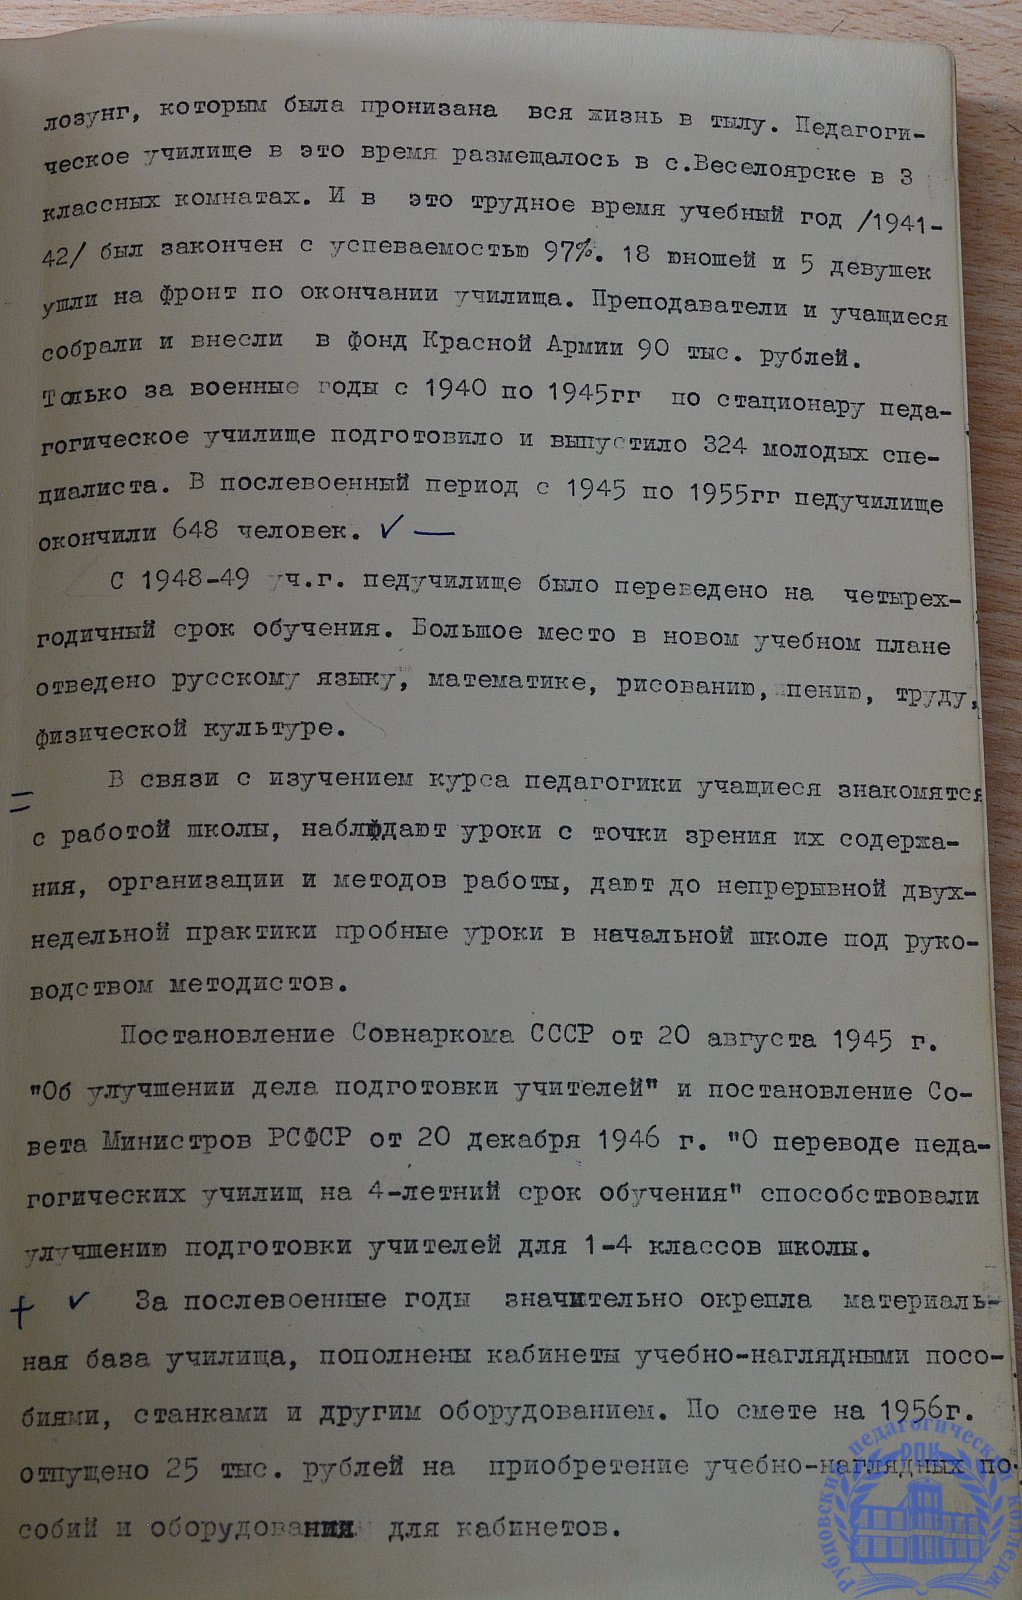 лозунг, которым была пронизана вся жизнь в тылу. Педагоги-
ческое училище в это время размещалось в с.Веселоярске в 3
классных комнатах. И в это трудное время учебный год /1941-
42/ был закончен с успеваемостью 97%. 18 юношей и 5 девушек
ушли на фронт по окончании училища. Преподаватели и учащиеся
собрали и внесли в фонд Красной Армии 90 тыс. рублей.
Только за военные годы с 1940 по 1945гг по стационару педа-
гогическое училище подготовило и выпустило 324 молодых спе-
циалиста. В послевоенный период с 1945 по 1955гг педучилище
окончили 648 человек. ✓ —
С 1948-49 уч.г. педучилище было переведено на четырех-
годичный срок обучения. Большое место в новом учебном плане
отведено русскому языку, математике, рисованию, пению, труду,
физической культуре.
В связи с изучением курса педагогики учащиеся знакомятся
с работой школы, наблюдают уроки с точки зрения их содержа-
ния, организации и методов работы, дают до непрерывной двух-
недельной практики пробные уроки в начальной школе под руко-
водством методистов.
Постановление Совнаркома СССР от 20 августа 1945 г.
"Об улучшении дела подготовки учителей" и постановление Со-
вета Министров РСФСР от 20 декабря 1946 г. "О переводе педа-
гогических училищ на 4-летний срок обучения" способствовали
улучшению подготовки учителей для 1-4 классов школы.
+ ✓ За послевоенные годы значительно окрепла материаль-
ная база училища, пополнены кабинеты учебно-наглядными посо-
биями, станками и другим оборудованием. По смете на 1956г.
отпущено 25 тыс. рублей на приобретение учебно-наглядных по-
собий и оборудования для кабинетов.
Рубцовский педагогический колледж
РПК